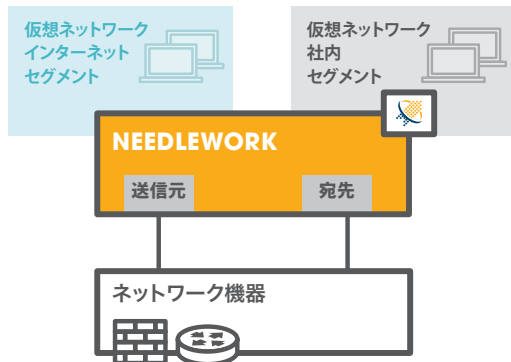 仮想ネットワーク
インターネット
セグメント
仮想ネットワーク
社内
セグメント
NEEDLEWORK
送信元
宛先
ネットワーク機器